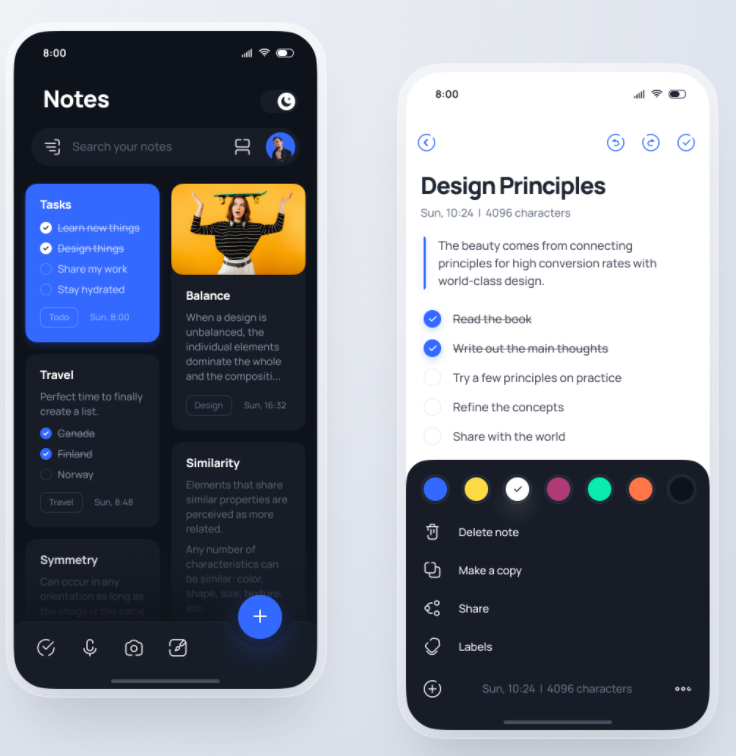 8:00
Notes
Search your notes
Tasks
Learn new things
Design things
Share my work
Stay hydrated
Todo
Sun, 8:00
Travel
Perfect time to finally
create a list.
Canada
Finland
Norway
Travel
Sun, 8:48
Symmetry
Can occur in any
orientation as long as
the image is the same
Balance
When a design is
unbalanced, the
individual elements
dominate the whole
and the compositi...
Design
Sun, 16:32
Similarity
Elements that share
similar properties are
perceived as more
related.
Any number of
characteristics can
be similar: color,
shape, size, texture,
etc.
8:00
Design Principles
Sun, 10:24 | 4096 characters
The beauty comes from connecting
principles for high conversion rates with
world-class design.
Read the book
Write out the main thoughts
Try a few principles on practice
Refine the concepts
Share with the world
Delete note
Make a copy
Share
Labels
Sun, 10:24 | 4096 characters